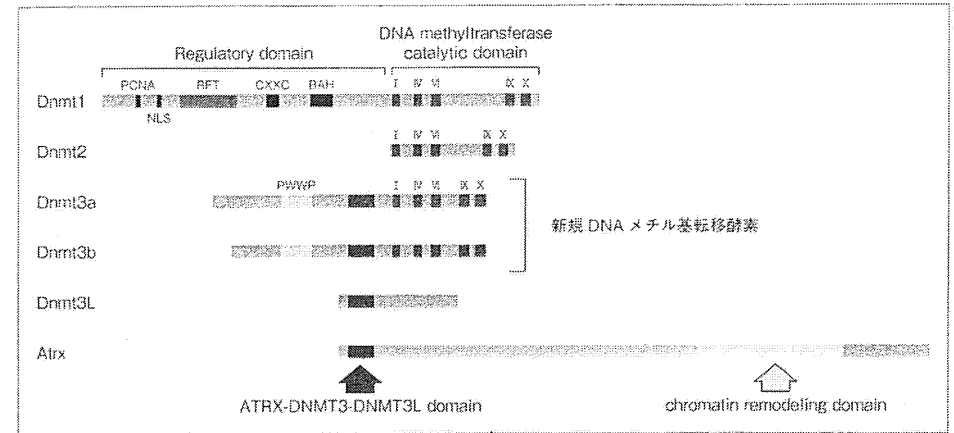 DNA methyltransferase
Regulatory domain catalytic domain
PCNA RFT CXXC BAH I IV VI IX X
Dnmt1
NLS
I IV VI IX X
Dnmt2
PWWP I IV VI IX X
Dnmt3a
新規 DNA メチル基転移酵素
Dnmt3b
Dnmt3L
Atrx
ATRX-DNMT3-DNMT3L domain chromatin remodeling domain